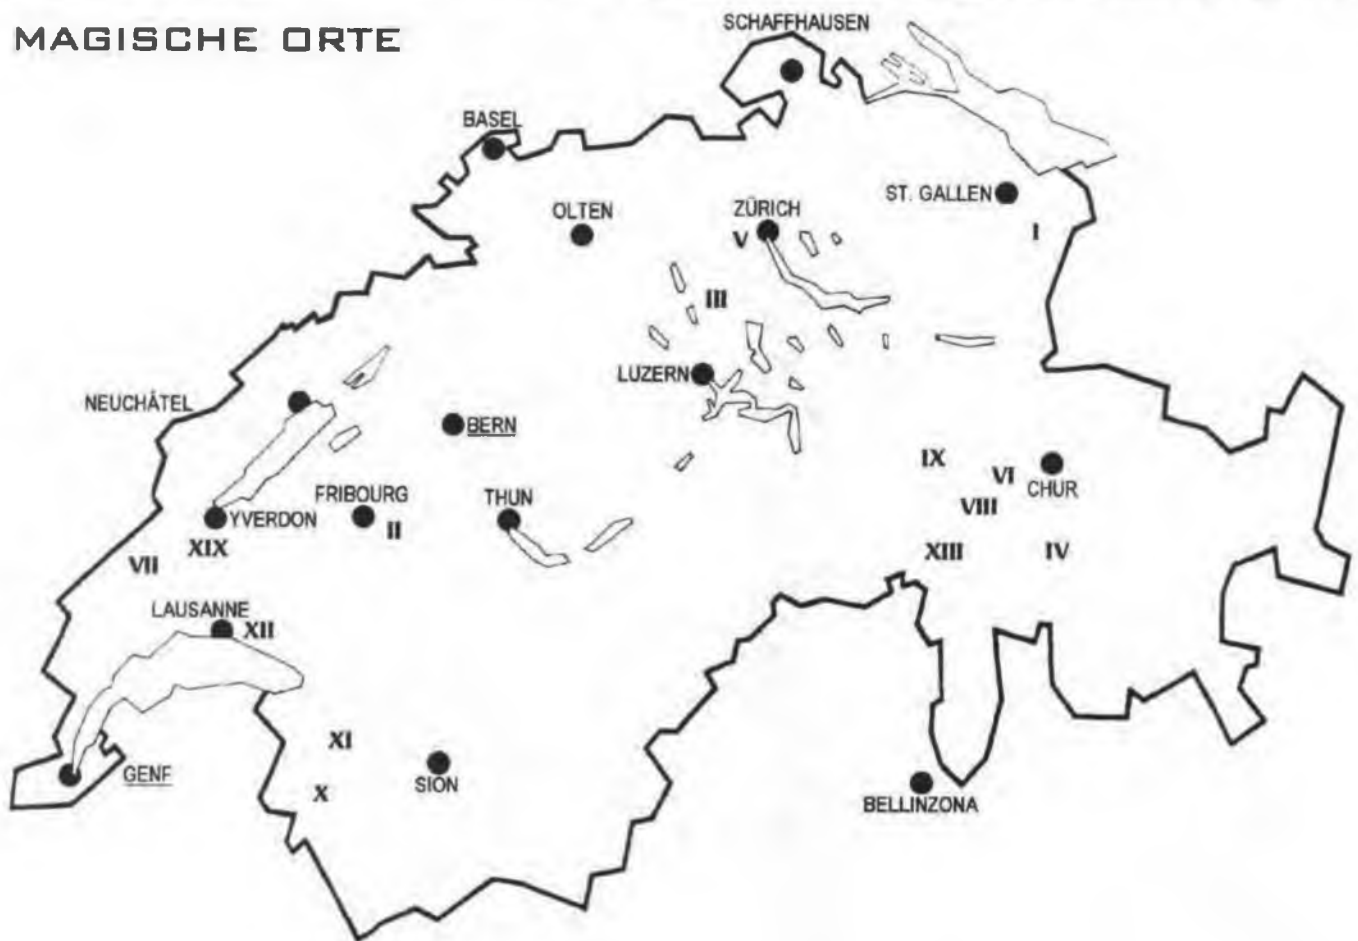 MAGISCHE ORTE
SCHAFFHAUSEN
BASEL
ST. GALLEN
OLTEN
ZÜRICH
V
I
III
LUZERN
NEUCHÂTEL
BERN
IX
VI
CHUR
FRIBOURG
THUN
VIII
YVERDON
II
XIX
VII
XIII
IV
LAUSANNE
XII
XI
GENF
SION
X
BELLINZONA